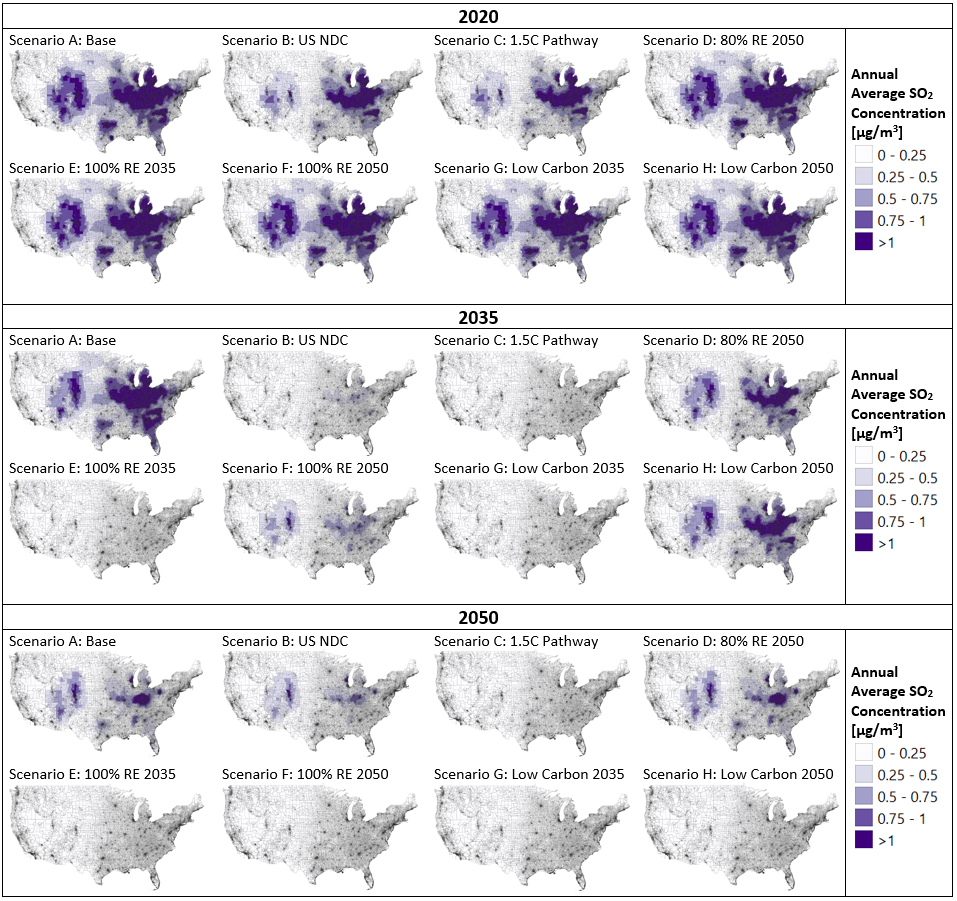 2020
Scenario A: Base
Scenario B: US NDC
Scenario C: 1.5C Pathway
Scenario D: 80% RE 2050
Scenario E: 100% RE 2035
Scenario F: 100% RE 2050
Scenario G: Low Carbon 2035
Scenario H: Low Carbon 2050
Annual
Average SO₂
Concentration
[µg/m³]
0 - 0.25
0.25 - 0.5
0.5 - 0.75
0.75 - 1
>1
2035
Scenario A: Base
Scenario B: US NDC
Scenario C: 1.5C Pathway
Scenario D: 80% RE 2050
Scenario E: 100% RE 2035
Scenario F: 100% RE 2050
Scenario G: Low Carbon 2035
Scenario H: Low Carbon 2050
Annual
Average SO₂
Concentration
[µg/m³]
0 - 0.25
0.25 - 0.5
0.5 - 0.75
0.75 - 1
>1
2050
Scenario A: Base
Scenario B: US NDC
Scenario C: 1.5C Pathway
Scenario D: 80% RE 2050
Scenario E: 100% RE 2035
Scenario F: 100% RE 2050
Scenario G: Low Carbon 2035
Scenario H: Low Carbon 2050
Annual
Average SO₂
Concentration
[µg/m³]
0 - 0.25
0.25 - 0.5
0.5 - 0.75
0.75 - 1
>1